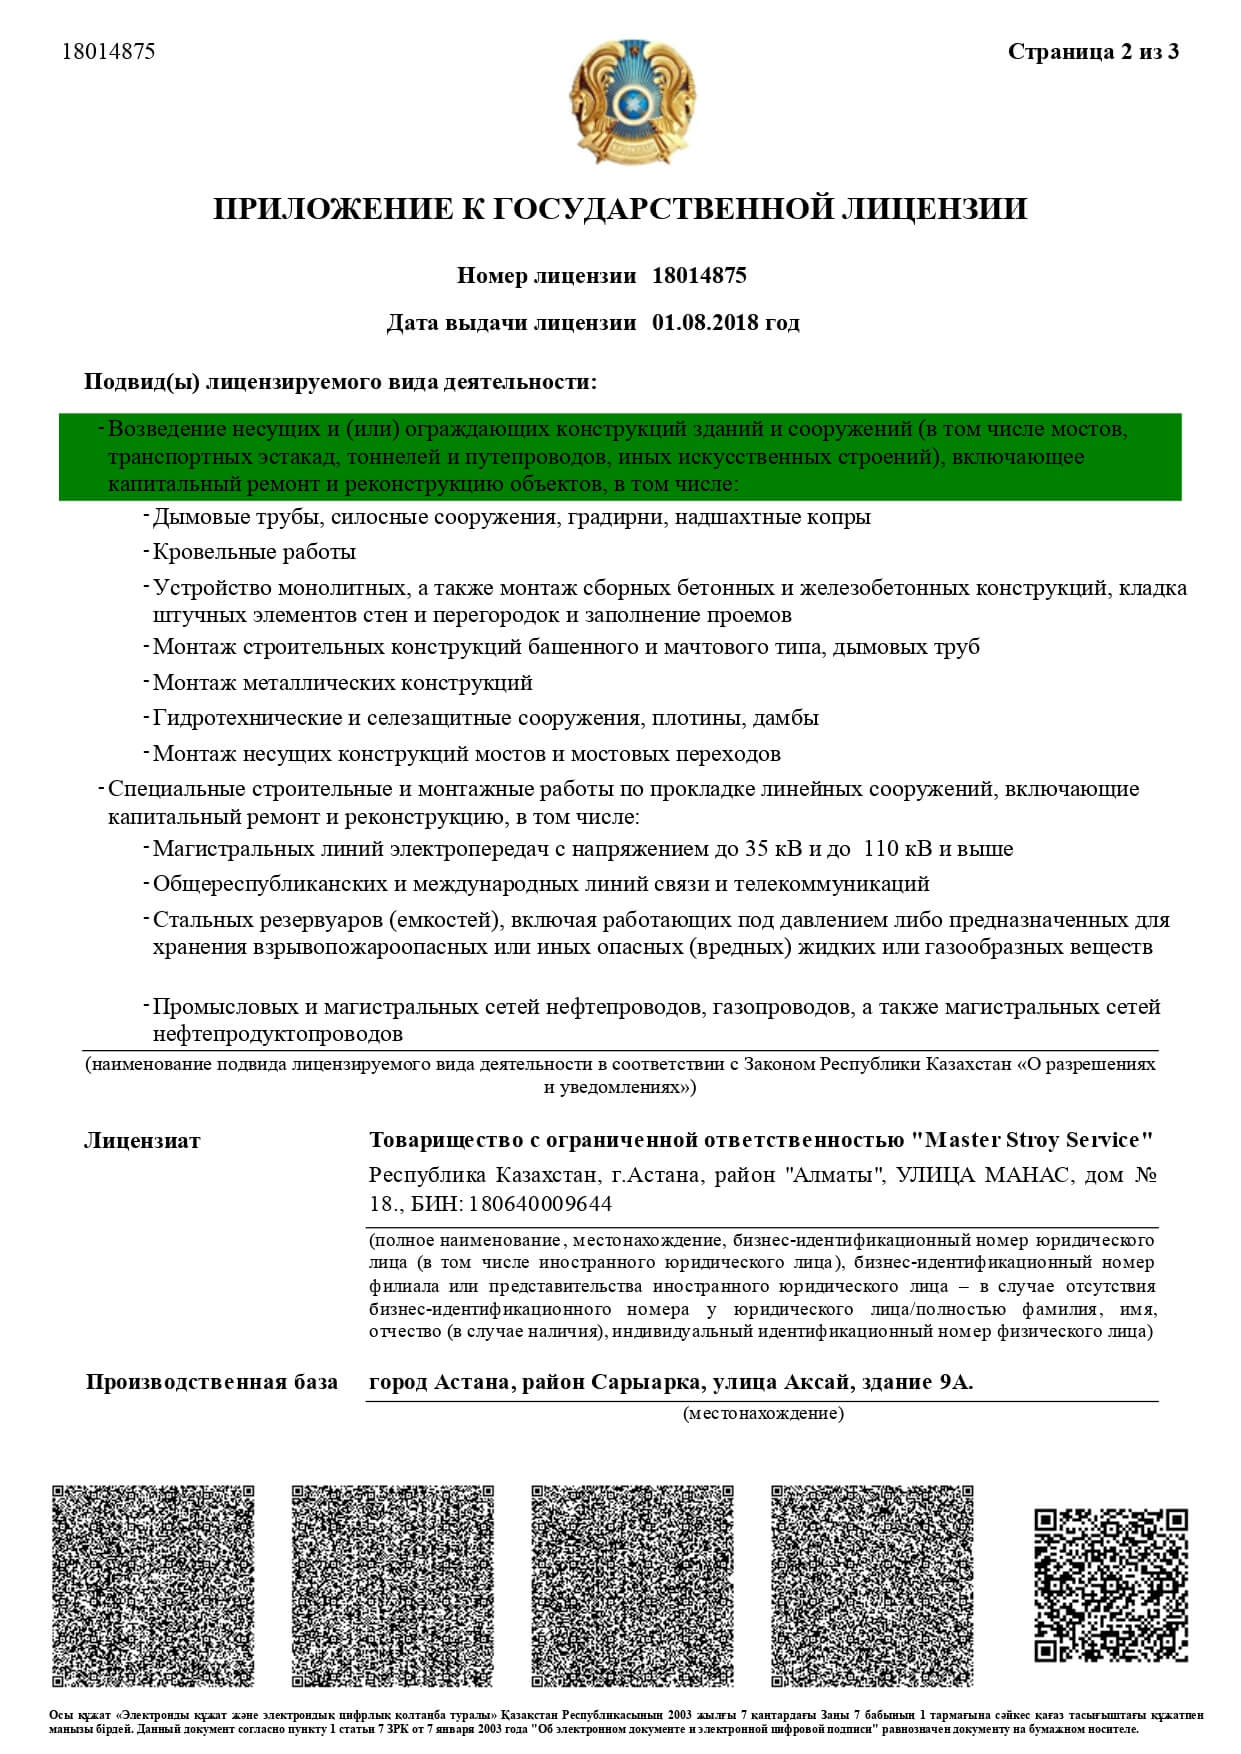 18014875
Страница 2 из 3
ПРИЛОЖЕНИЕ К ГОСУДАРСТВЕННОЙ ЛИЦЕНЗИИ
Номер лицензии 18014875
Дата выдачи лицензии 01.08.2018 год
Подвид(ы) лицензируемого вида деятельности:
- Возведение несущих и (или) ограждающих конструкций зданий и сооружений (в том числе мостов,
транспортных эстакад, тоннелей и путепроводов, иных искусственных строений), включающее
капитальный ремонт и реконструкцию объектов, в том числе:
- Дымовые трубы, силосные сооружения, градирни, надшахтные копры
- Кровельные работы
- Устройство монолитных, а также монтаж сборных бетонных и железобетонных конструкций, кладка
штучных элементов стен и перегородок и заполнение проемов
- Монтаж строительных конструкций башенного и мачтового типа, дымовых труб
- Монтаж металлических конструкций
- Гидротехнические и селезащитные сооружения, плотины, дамбы
- Монтаж несущих конструкций мостов и мостовых переходов
- Специальные строительные и монтажные работы по прокладке линейных сооружений, включающие
капитальный ремонт и реконструкцию, в том числе:
- Магистральных линий электропередач с напряжением до 35 кВ и до 110 кВ и выше
- Общереспубликанских и международных линий связи и телекоммуникаций
- Стальных резервуаров (емкостей), включая работающих под давлением либо предназначенных для
хранения взрывопожароопасных или иных опасных (вредных) жидких или газообразных веществ
- Промысловых и магистральных сетей нефтепроводов, газопроводов, а также магистральных сетей
нефтепродуктопроводов
(наименование подвида лицензируемого вида деятельности в соответствии с Законом Республики Казахстан «О разрешениях
и уведомлениях»)
Лицензиат
Товарищество с ограниченной ответственностью "Master Stroy Service"
Республика Казахстан, г.Астана, район "Алматы", УЛИЦА МАНАС, дом №
18., БИН: 180640009644
(полное наименование, местонахождение, бизнес-идентификационный номер юридического
лица (в том числе иностранного юридического лица), бизнес-идентификационный номер
филиала или представительства иностранного юридического лица – в случае отсутствия
бизнес-идентификационного номера у юридического лица/полностью фамилия, имя,
отчество (в случае наличия), индивидуальный идентификационный номер физического лица)
Производственная база
город Астана, район Сарыарка, улица Аксай, здание 9А.
(местонахождение)
Осы құжат «Электронды құжат және электрондық цифрлық қолтанба туралы» Қазақстан Республикасының 2003 жылғы 7 қаңтардағы Заңы 7 бабының 1 тармағына сәйкес қағаз тасығыштағы құжатпен
маңызы бірдей. Данный документ согласно пункту 1 статьи 7 ЗРК от 7 января 2003 года "Об электронном документе и электронной цифровой подписи" равнозначен документу на бумажном носителе.